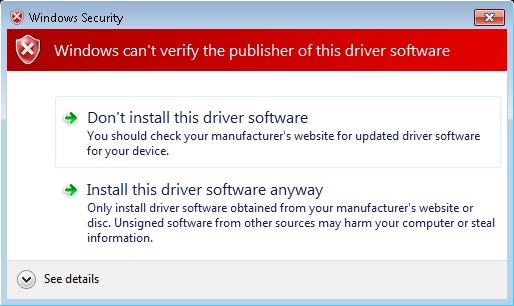 Windows Security
Windows can't verify the publisher of this driver software
Don't install this driver software
You should check your manufacturer's website for updated driver software
for your device.
Install this driver software anyway
Only install driver software obtained from your manufacturer's website or
disc. Unsigned software from other sources may harm your computer or steal
information.
See details